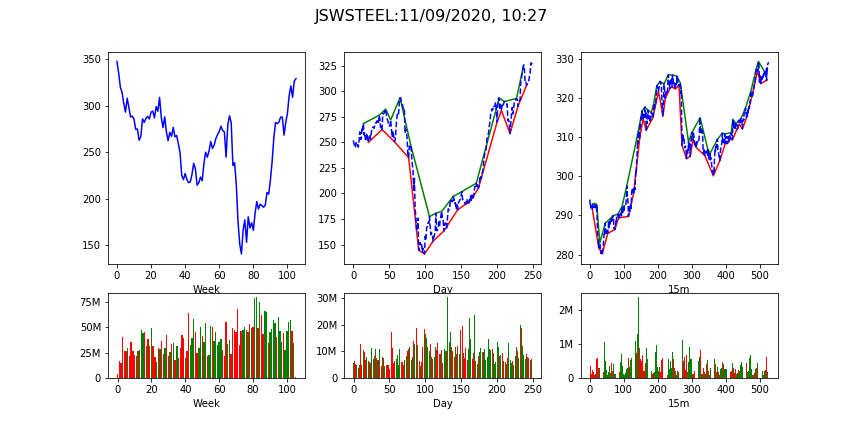 JSWSTEEL:11/09/2020, 10:27
350
300
250
200
150
0 20 40 60 80 100
Week
325
300
275
250
225
200
175
150
0 50 100 150 200 250
Day
330
320
310
300
290
280
0 100 200 300 400 500
15m
75M
50M
25M
0
0 20 40 60 80 100
Week
30M
20M
10M
0
0 50 100 150 200 250
Day
2M
1M
0
0 100 200 300 400 500
15m